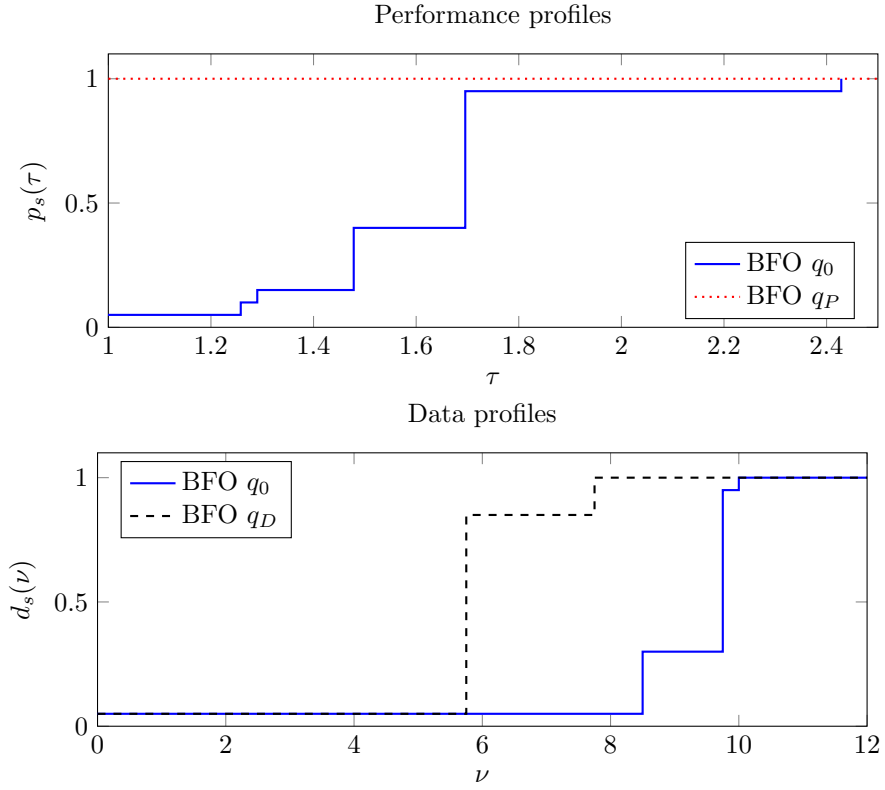 Performance profiles
1
0.5
0
p_s(τ)
BFO q_0
BFO q_P
1 1.2 1.4 1.6 1.8 2 2.2 2.4
τ
Data profiles
1
0.5
0
d_s(ν)
BFO q_0
BFO q_D
0 2 4 6 8 10 12
ν